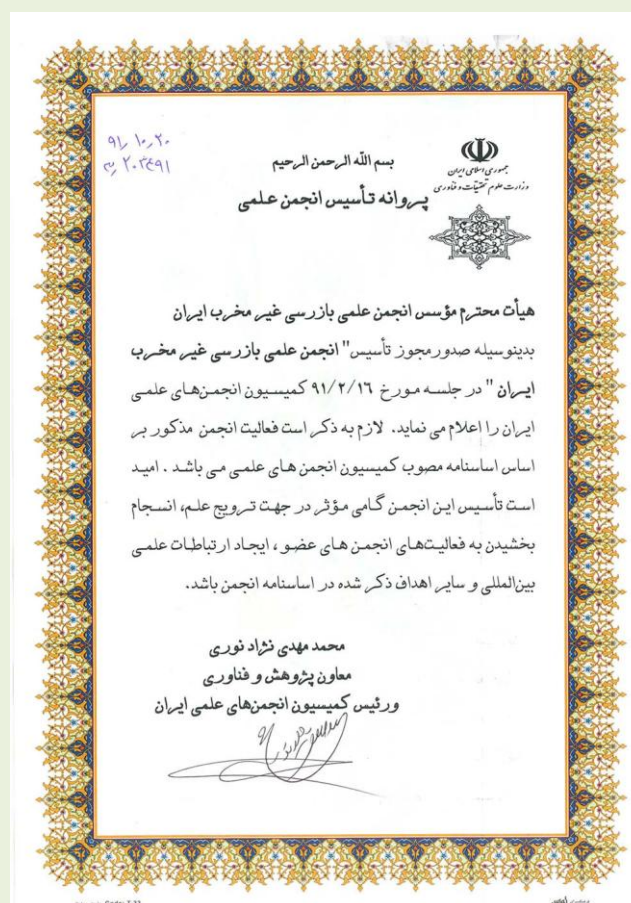 ۹۱٫۱۰٫۲۰
جمهوری اسلامی ایران
وزارت علوم تحقیقات و فناوری
بسم الله الرحمن الرحیم
پروانه تأسیس انجمن علمی
هیأت محترم مؤسس انجمن علمی بازرسی غیر مخرب ایران
بدینوسیله صدور مجوز تأسیس" انجمن علمی بازرسی غیر مخرب
ایران " در جلسه مورخ ۹۱/۲/۱۶ کمیسیون انجمن‌های علمی
ایران را اعلام می نماید. لازم به ذکر است فعالیت انجمن مذکور بر
اساس اساسنامه مصوب کمیسیون انجمن های علمی می باشد . امید
است تأسیس این انجمن گامی مؤثر در جهت ترویج علم، انسجام
بخشیدن به فعالیت‌های انجمن های عضو ، ایجاد ارتباطات علمی
بین‌المللی و سایر اهداف ذکر شده در اساسنامه انجمن باشد.
محمد مهدی نژاد نوری
معاون پژوهش و فناوری
ورئیس کمیسیون انجمن‌های علمی ایران